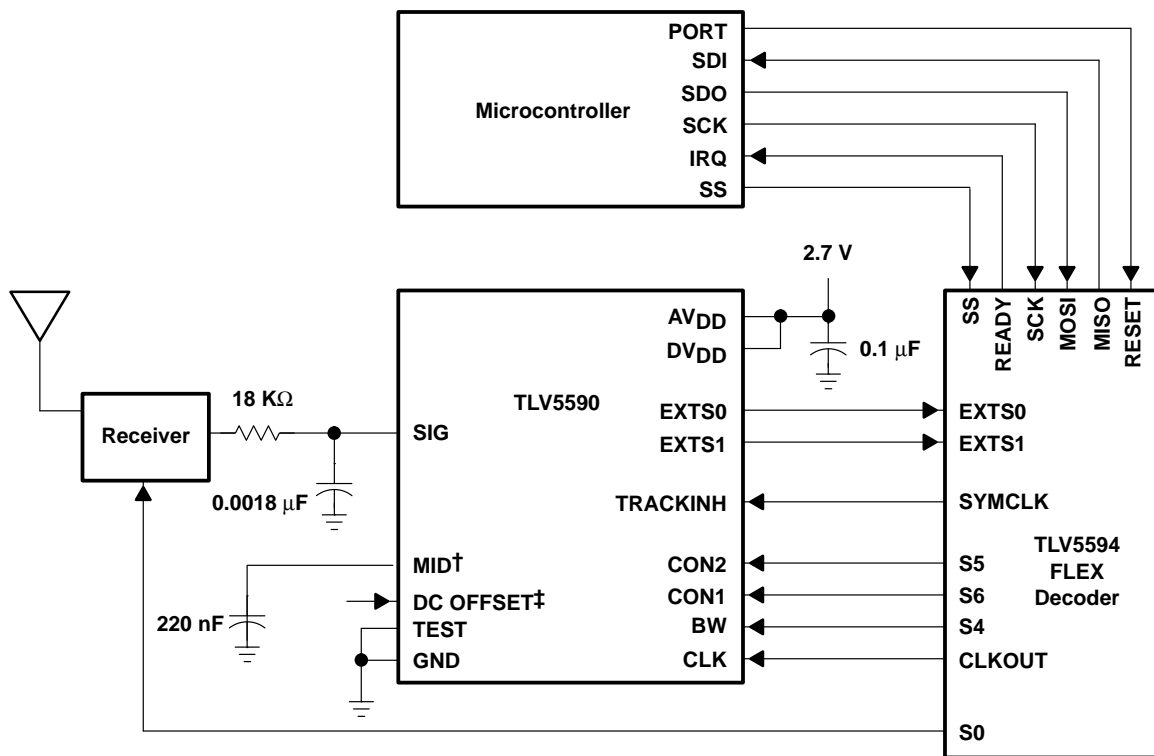 PORT
SDI
SDO
SCK
IRQ
SS
Microcontroller
2.7 V
0.1 μF
SS
READY
SCK
MOSI
MISO
RESET
AVDD
DVDD
TLV5590
EXTS0
EXTS1
TRACKINH
CON2
CON1
BW
CLK
SIG
MID†
DC OFFSET‡
TEST
GND
Receiver
18 KΩ
0.0018 μF
220 nF
EXTS0
EXTS1
SYMCLK
S5
S6
S4
CLKOUT
S0
TLV5594
FLEX
Decoder